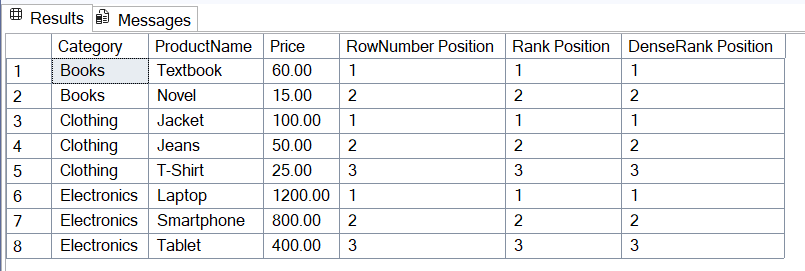 Results Messages
Category ProductName Price RowNumber Position Rank Position DenseRank Position
1 Books Textbook 60.00 1 1 1
2 Books Novel 15.00 2 2 2
3 Clothing Jacket 100.00 1 1 1
4 Clothing Jeans 50.00 2 2 2
5 Clothing T-Shirt 25.00 3 3 3
6 Electronics Laptop 1200.00 1 1 1
7 Electronics Smartphone 800.00 2 2 2
8 Electronics Tablet 400.00 3 3 3